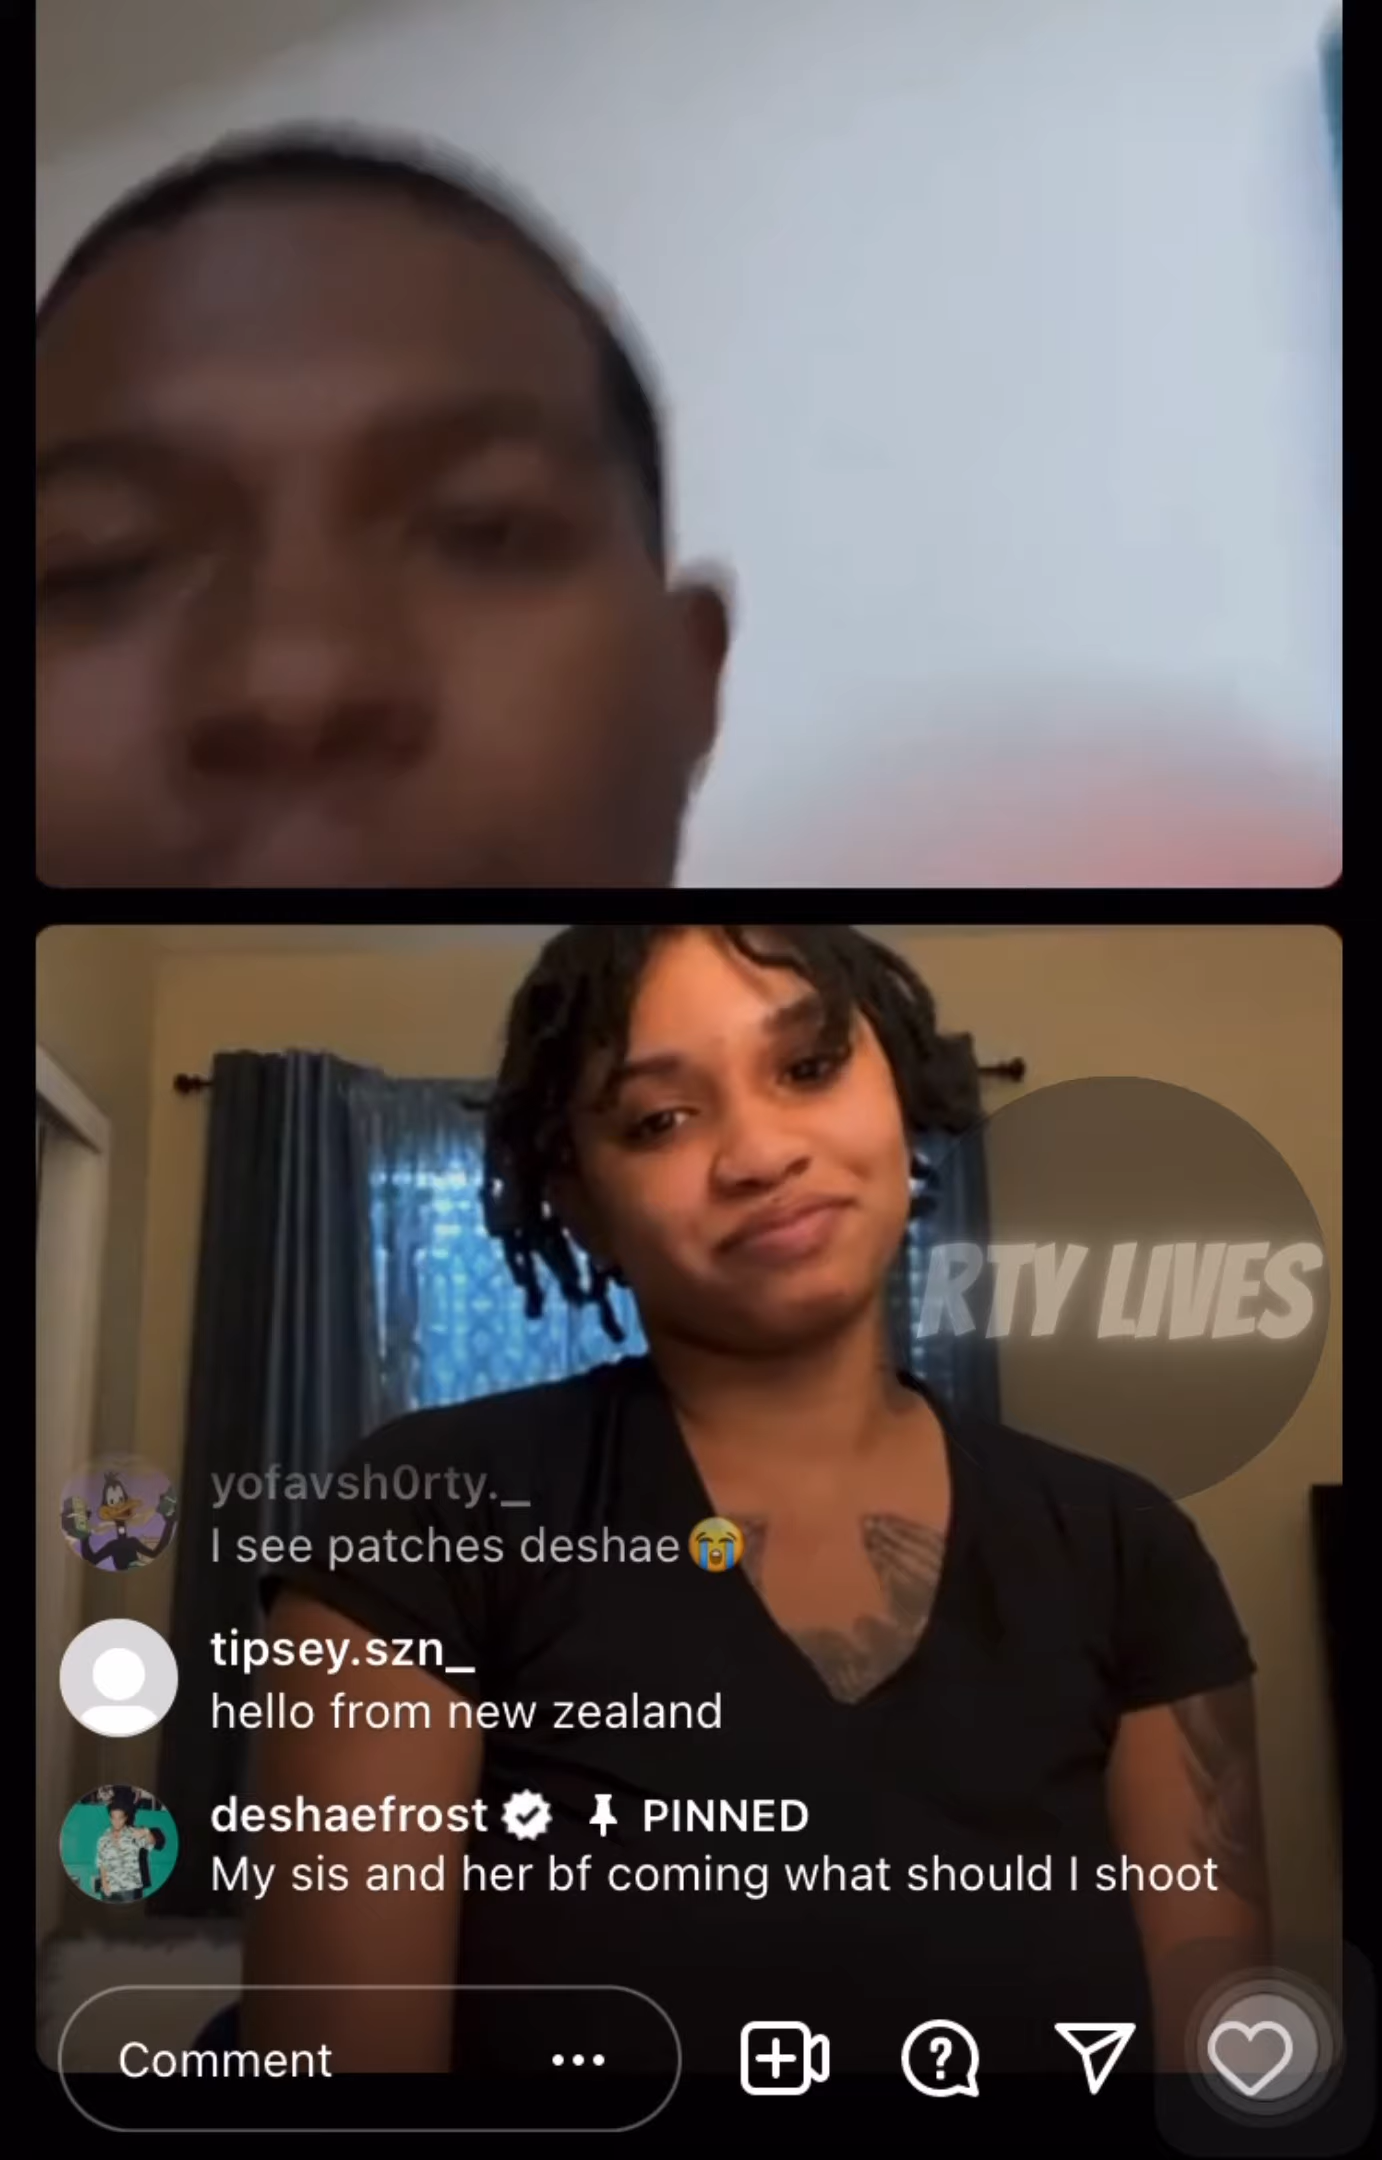 RTY LIVES
yofavsh0rty._
I see patches deshae😭
tipsey.szn_
hello from new zealand
deshaefrost PINNED
My sis and her bf coming what should I shoot
Comment